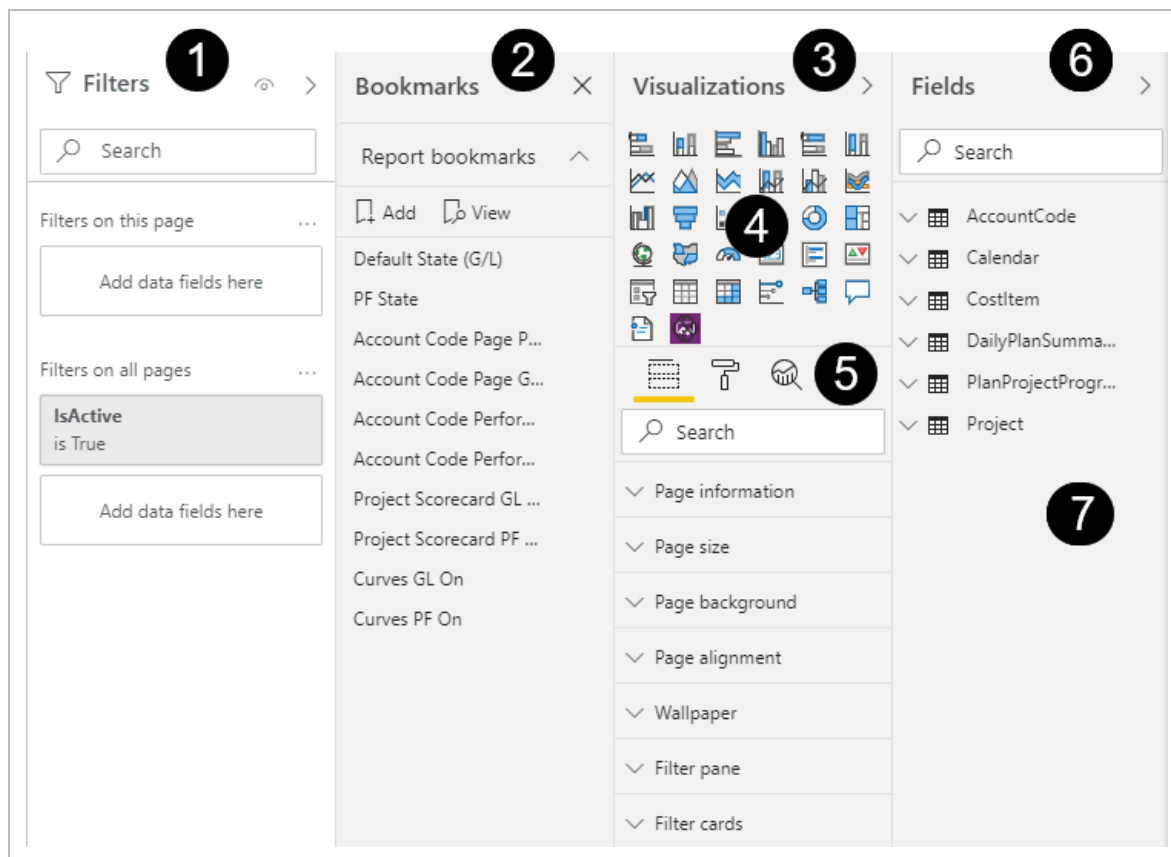 1
Filters
Search
Filters on this page
...
Add data fields here
Filters on all pages
...
IsActive
is True
Add data fields here
2
Bookmarks
Report bookmarks
Add
View
Default State (G/L)
PF State
Account Code Page P...
Account Code Page G...
Account Code Perfor...
Account Code Perfor...
Project Scorecard GL ...
Project Scorecard PF ...
Curves GL On
Curves PF On
3
Visualizations
4
5
Search
Page information
Page size
Page background
Page alignment
Wallpaper
Filter pane
Filter cards
6
Fields
Search
AccountCode
Calendar
CostItem
DailyPlanSumma...
PlanProjectProgr...
Project
7